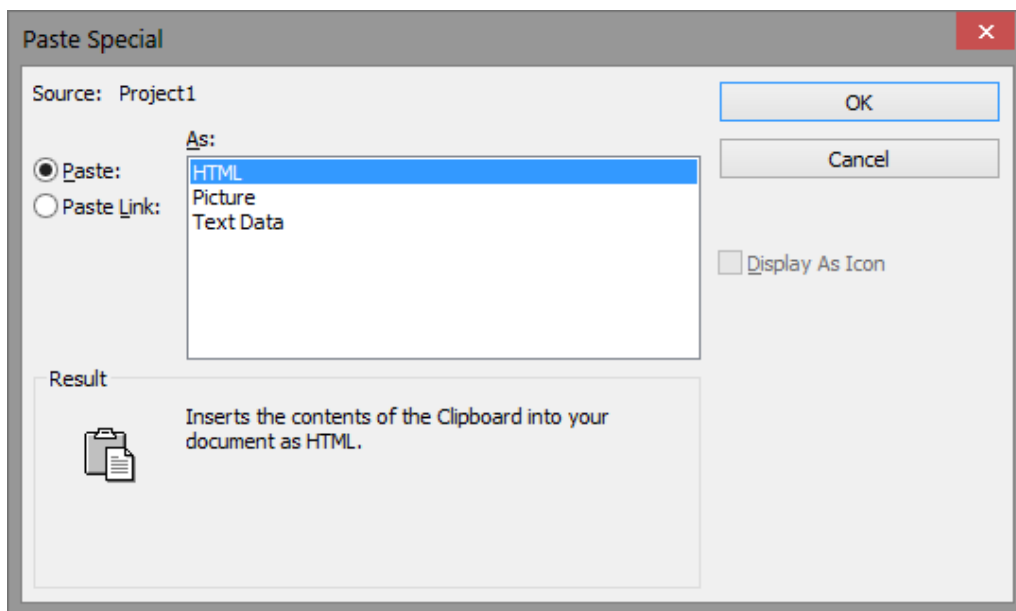 Paste Special
Source: Project1
OK
As:
Paste:
HTML
Cancel
Paste Link:
Picture
Text Data
Display As Icon
Result
Inserts the contents of the Clipboard into your
document as HTML.